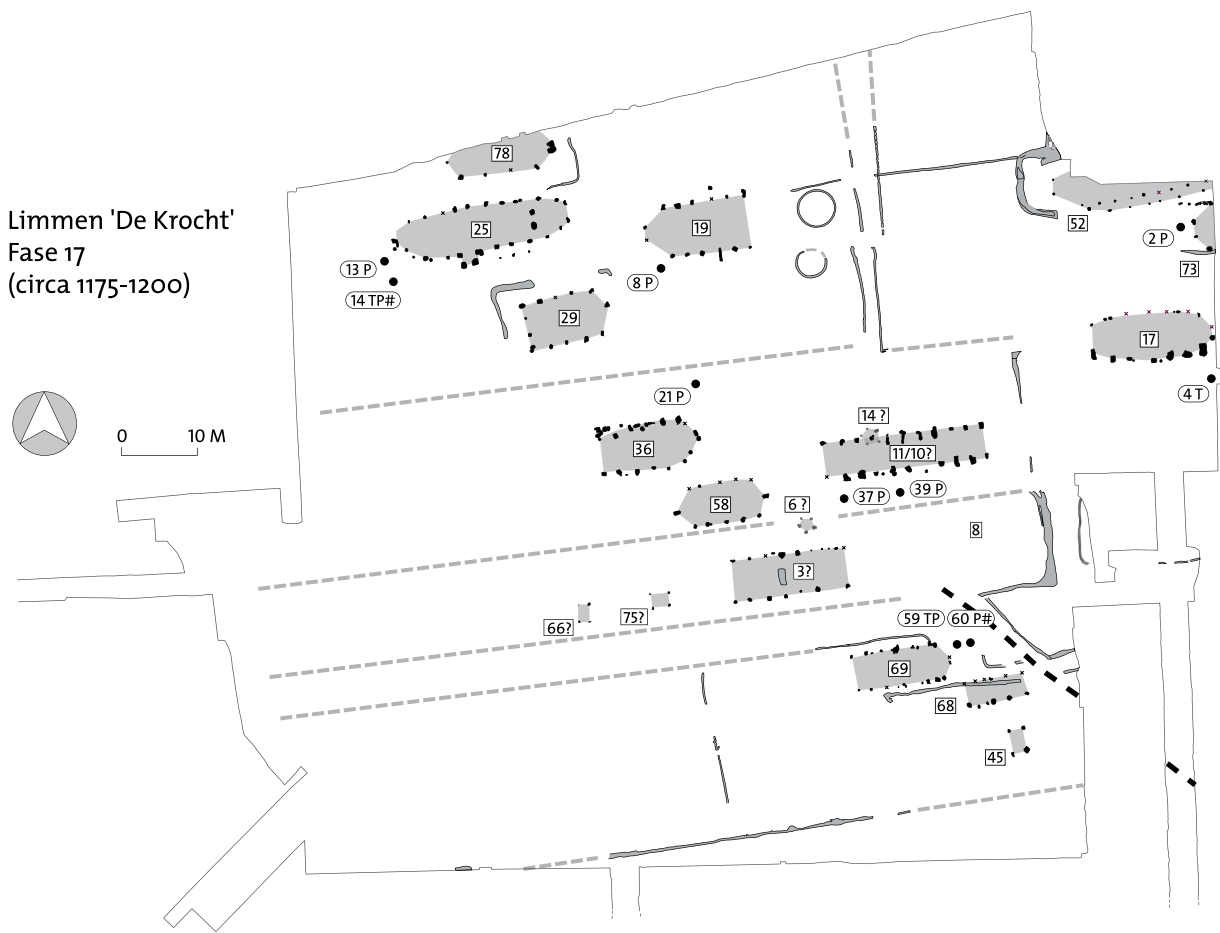 Limmen 'De Krocht'
Fase 17
(circa 1175-1200)
0 10 M
78
25
19
52
2 P
73
13 P
14 TP#
8 P
29
17
4 T
21 P
14 ?
36
11/10?
37 P
39 P
58
6 ?
8
3?
66?
75?
59 TP
60 P#
69
68
45